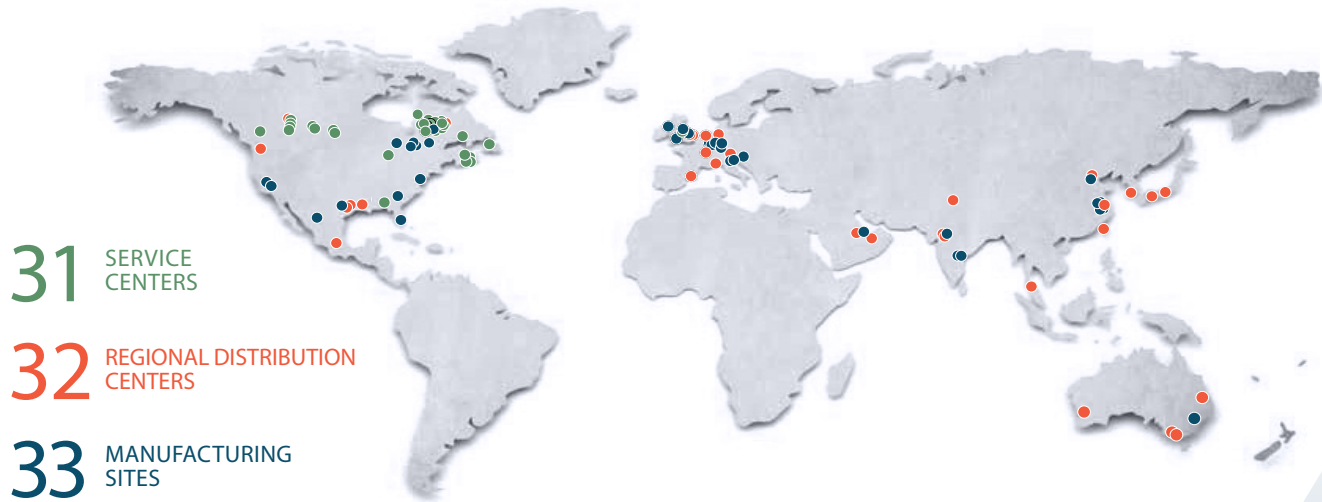 31 SERVICE
CENTERS
32 REGIONAL DISTRIBUTION
CENTERS
33 MANUFACTURING
SITES